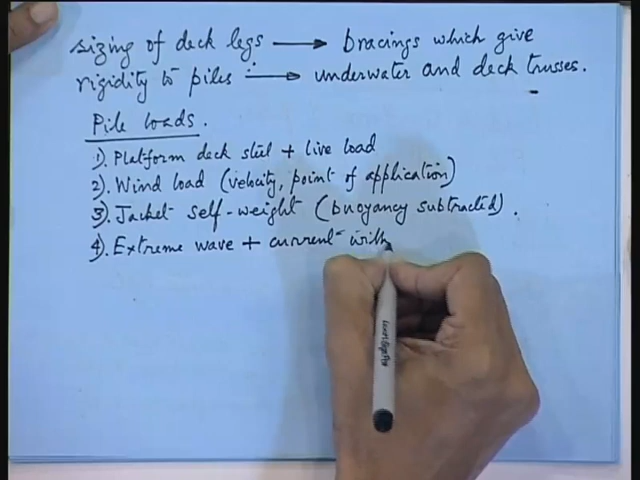 sizing of deck legs → bracings which give
rigidity to piles → underwater and deck trusses.
Pile loads.
1). Platform deck steel + live load
2). Wind load (velocity, point of application)
3). Jacket self-weight (buoyancy subtracted).
4). Extreme wave + current with